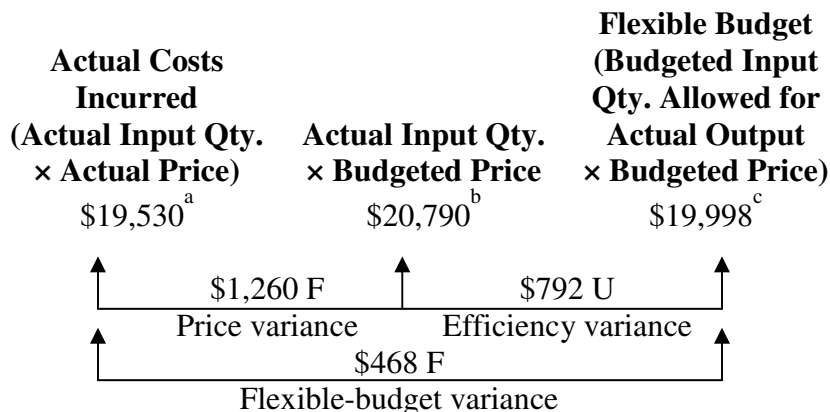 Flexible Budget
Actual Costs (Budgeted Input
Incurred Qty. Allowed for
(Actual Input Qty. Actual Input Qty. Actual Output
× Actual Price) × Budgeted Price × Budgeted Price)
$19,530a $20,790b $19,998c
$1,260 F $792 U
Price variance Efficiency variance
$468 F
Flexible-budget variance